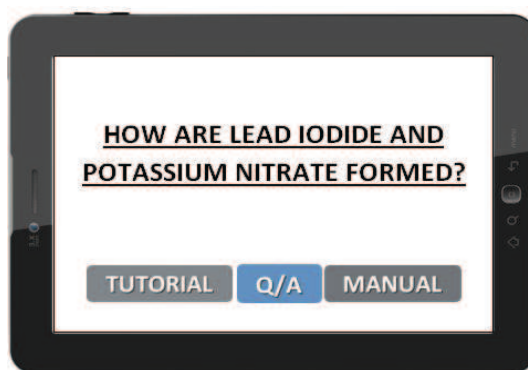 HOW ARE LEAD IODIDE AND
POTASSIUM NITRATE FORMED?
TUTORIAL Q/A MANUAL